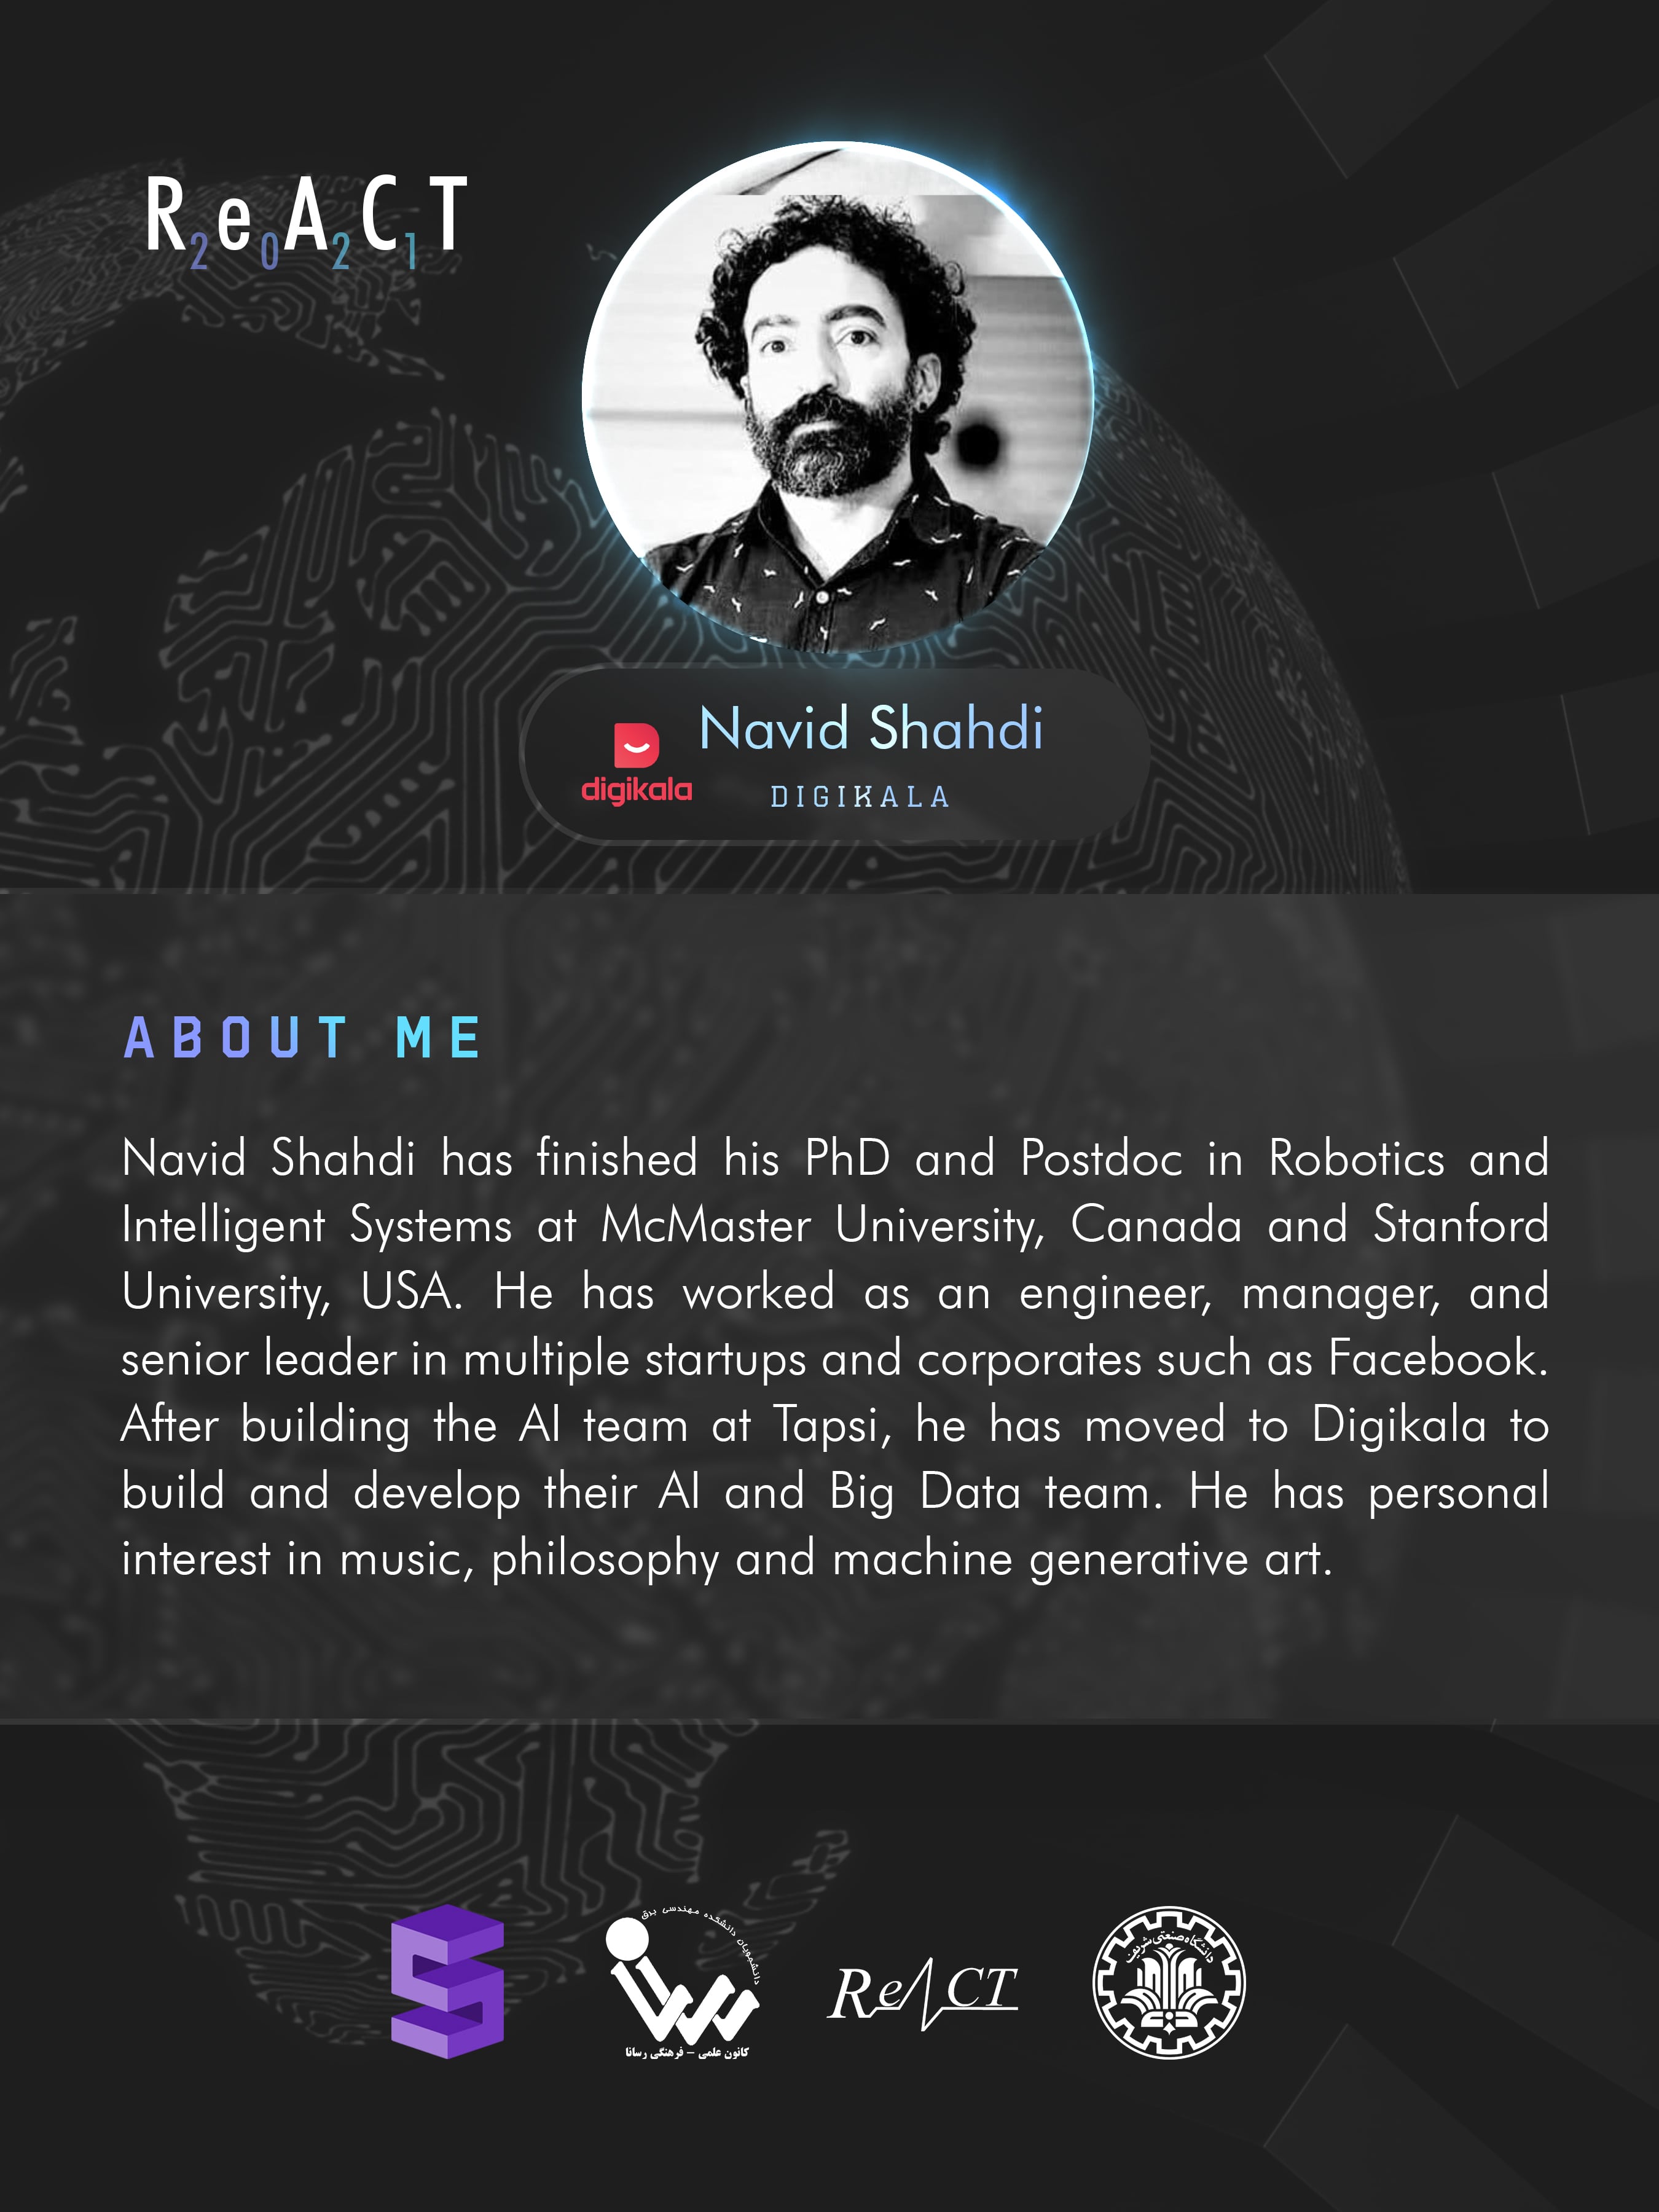 ReACT
2021
Navid Shahdi
digikala
DIGIKALA
ABOUT ME
Navid Shahdi has finished his PhD and Postdoc in Robotics and
Intelligent Systems at McMaster University, Canada and Stanford
University, USA. He has worked as an engineer, manager, and
senior leader in multiple startups and corporates such as Facebook.
After building the AI team at Tapsi, he has moved to Digikala to
build and develop their AI and Big Data team. He has personal
interest in music, philosophy and machine generative art.
دانشجویان دانشکده مهندسی برق
رسانا
کانون علمی - فرهنگی رسانا
ReACT
دانشگاه صنعتی شریف